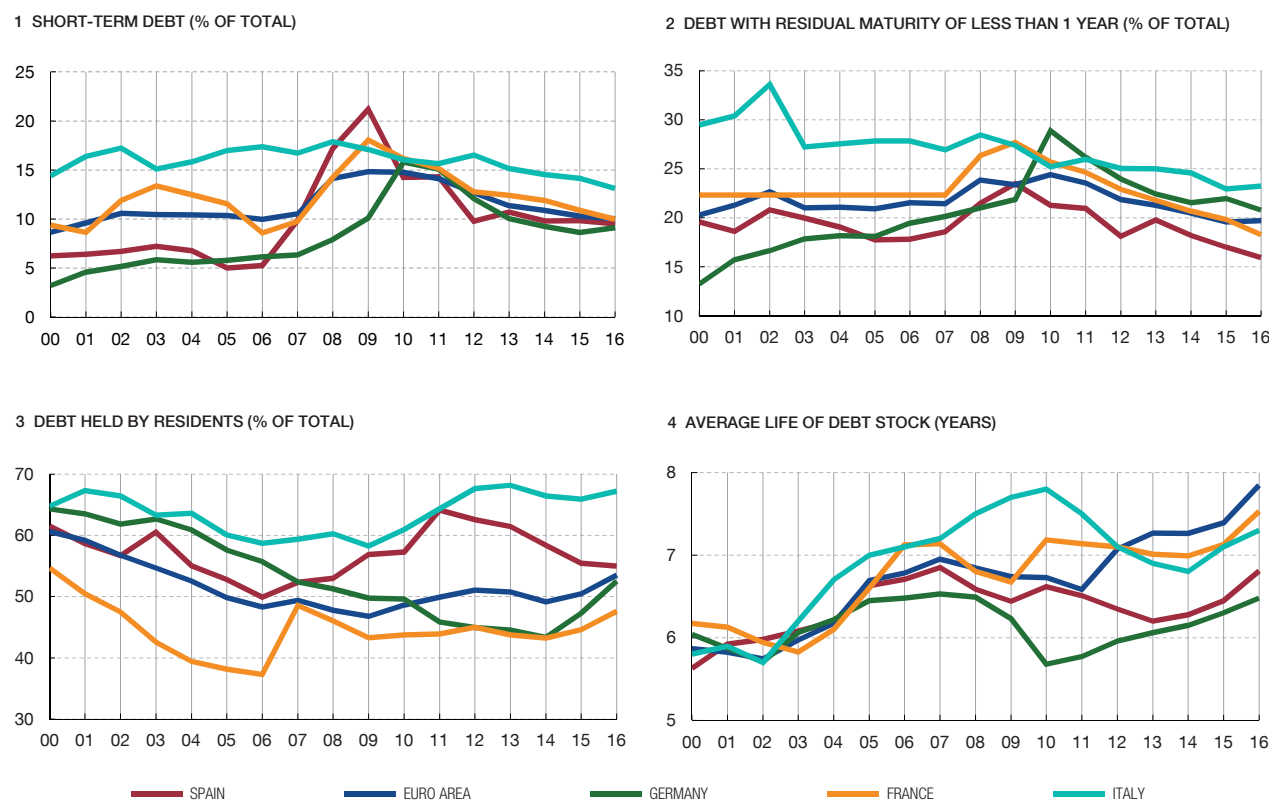 1 SHORT-TERM DEBT (% OF TOTAL)
25
20
15
10
5
0
00 01 02 03 04 05 06 07 08 09 10 11 12 13 14 15 16
2 DEBT WITH RESIDUAL MATURITY OF LESS THAN 1 YEAR (% OF TOTAL)
35
30
25
20
15
10
00 01 02 03 04 05 06 07 08 09 10 11 12 13 14 15 16
3 DEBT HELD BY RESIDENTS (% OF TOTAL)
70
60
50
40
30
00 01 02 03 04 05 06 07 08 09 10 11 12 13 14 15 16
4 AVERAGE LIFE OF DEBT STOCK (YEARS)
8
7
6
5
00 01 02 03 04 05 06 07 08 09 10 11 12 13 14 15 16
SPAIN EURO AREA GERMANY FRANCE ITALY